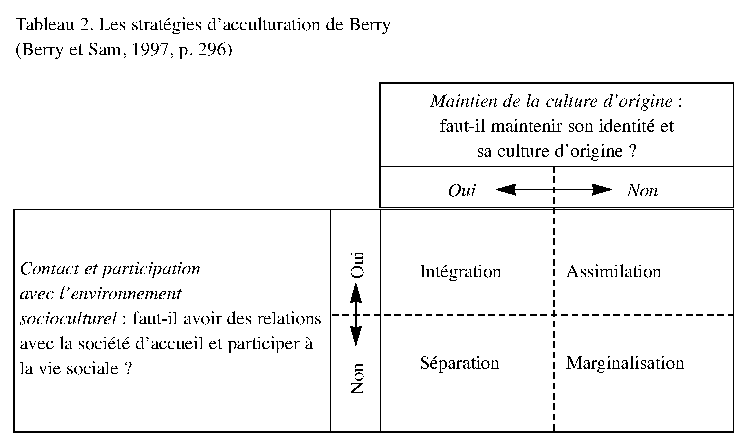 Tableau 2. Les stratégies d’acculturation de Berry
(Berry et Sam, 1997, p. 296)
Maintien de la culture d’origine :
faut-il maintenir son identité et
sa culture d’origine ?
Oui
Non
Contact et participation
avec l’environnement
socioculturel : faut-il avoir des relations
avec la société d’accueil et participer à
la vie sociale ?
Oui
Non
Intégration
Assimilation
Séparation
Marginalisation